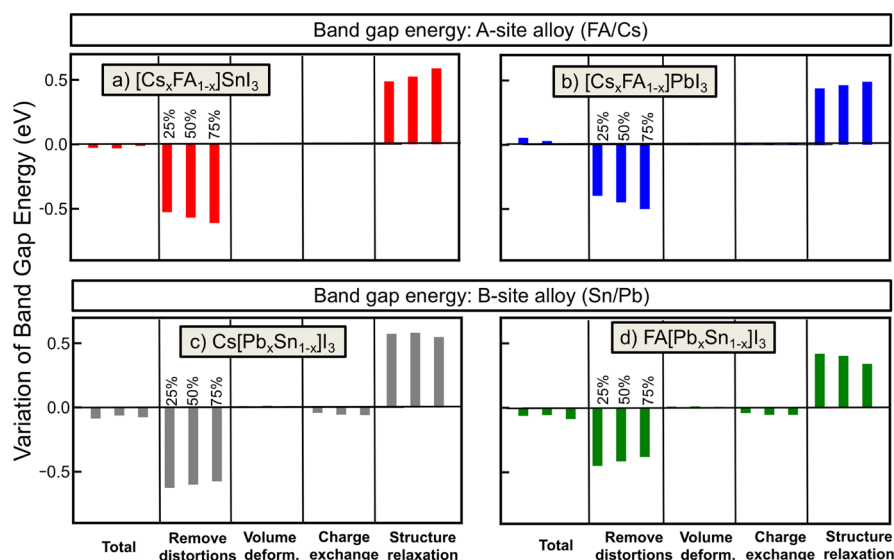 Band gap energy: A-site alloy (FA/Cs)
Variation of Band Gap Energy (eV)
a) [CsₓFA₁₋ₓ]SnI₃
0.5
0.0
−0.5
25%
50%
75%
b) [CsₓFA₁₋ₓ]PbI₃
25%
50%
75%
Band gap energy: B-site alloy (Sn/Pb)
c) Cs[PbₓSn₁₋ₓ]I₃
0.5
0.0
−0.5
25%
50%
75%
d) FA[PbₓSn₁₋ₓ]I₃
25%
50%
75%
Total
Remove
distortions
Volume
deform.
Charge
exchange
Structure
relaxation
Total
Remove
distortions
Volume
deform.
Charge
exchange
Structure
relaxation